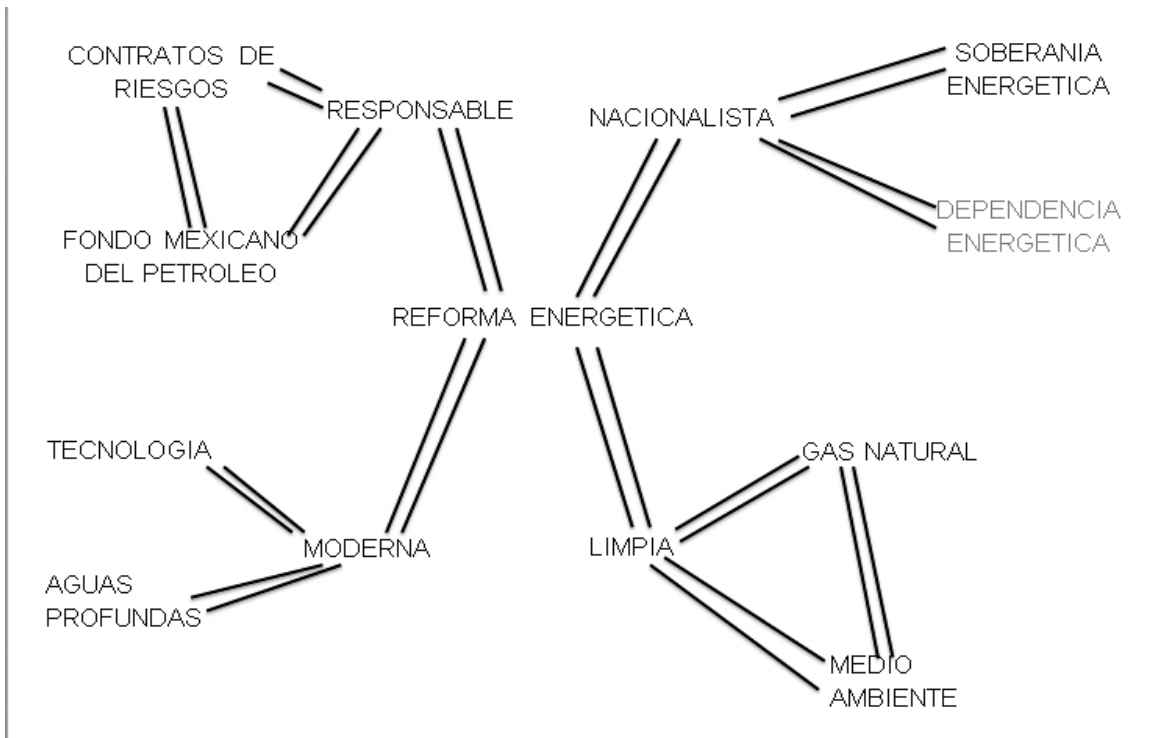 CONTRATOS DE
RIESGOS
RESPONSABLE
NACIONALISTA
SOBERANIA
ENERGETICA
FONDO MEXICANO
DEL PETROLEO
DEPENDENCIA
ENERGETICA
REFORMA ENERGETICA
TECNOLOGIA
GAS NATURAL
MODERNA
LIMPIA
AGUAS
PROFUNDAS
MEDIO
AMBIENTE